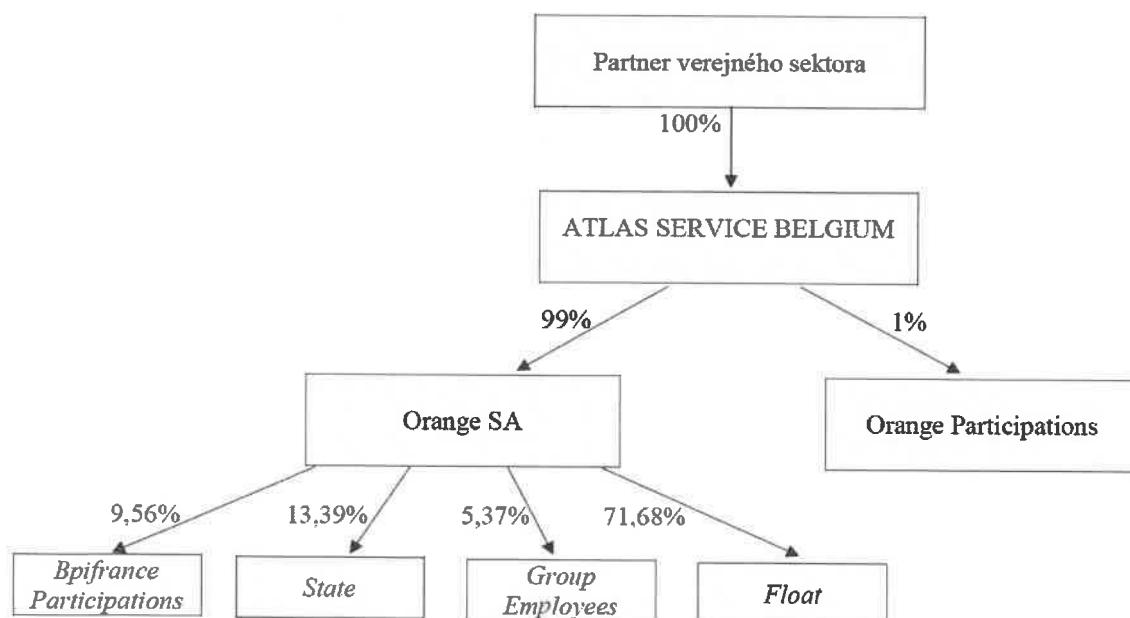 Partner verejného sektora
100%
ATLAS SERVICE BELGIUM
99%
1%
Orange SA
Orange Participations
9,56%
13,39%
5,37%
71,68%
Bpifrance
Participations
State
Group
Employees
Float